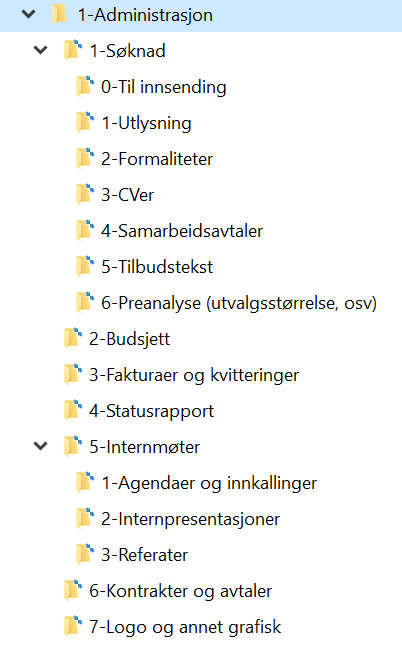 1-Administrasjon
1-Søknad
0-Til innsending
1-Utlysning
2-Formaliteter
3-CVer
4-Samarbeidsavtaler
5-Tilbudstekst
6-Preanalyse (utvalgsstørrelse, osv)
2-Budsjett
3-Fakturaer og kvitteringer
4-Statusrapport
5-Internmøter
1-Agendaer og innkallinger
2-Internpresentasjoner
3-Referater
6-Kontrakter og avtaler
7-Logo og annet grafisk